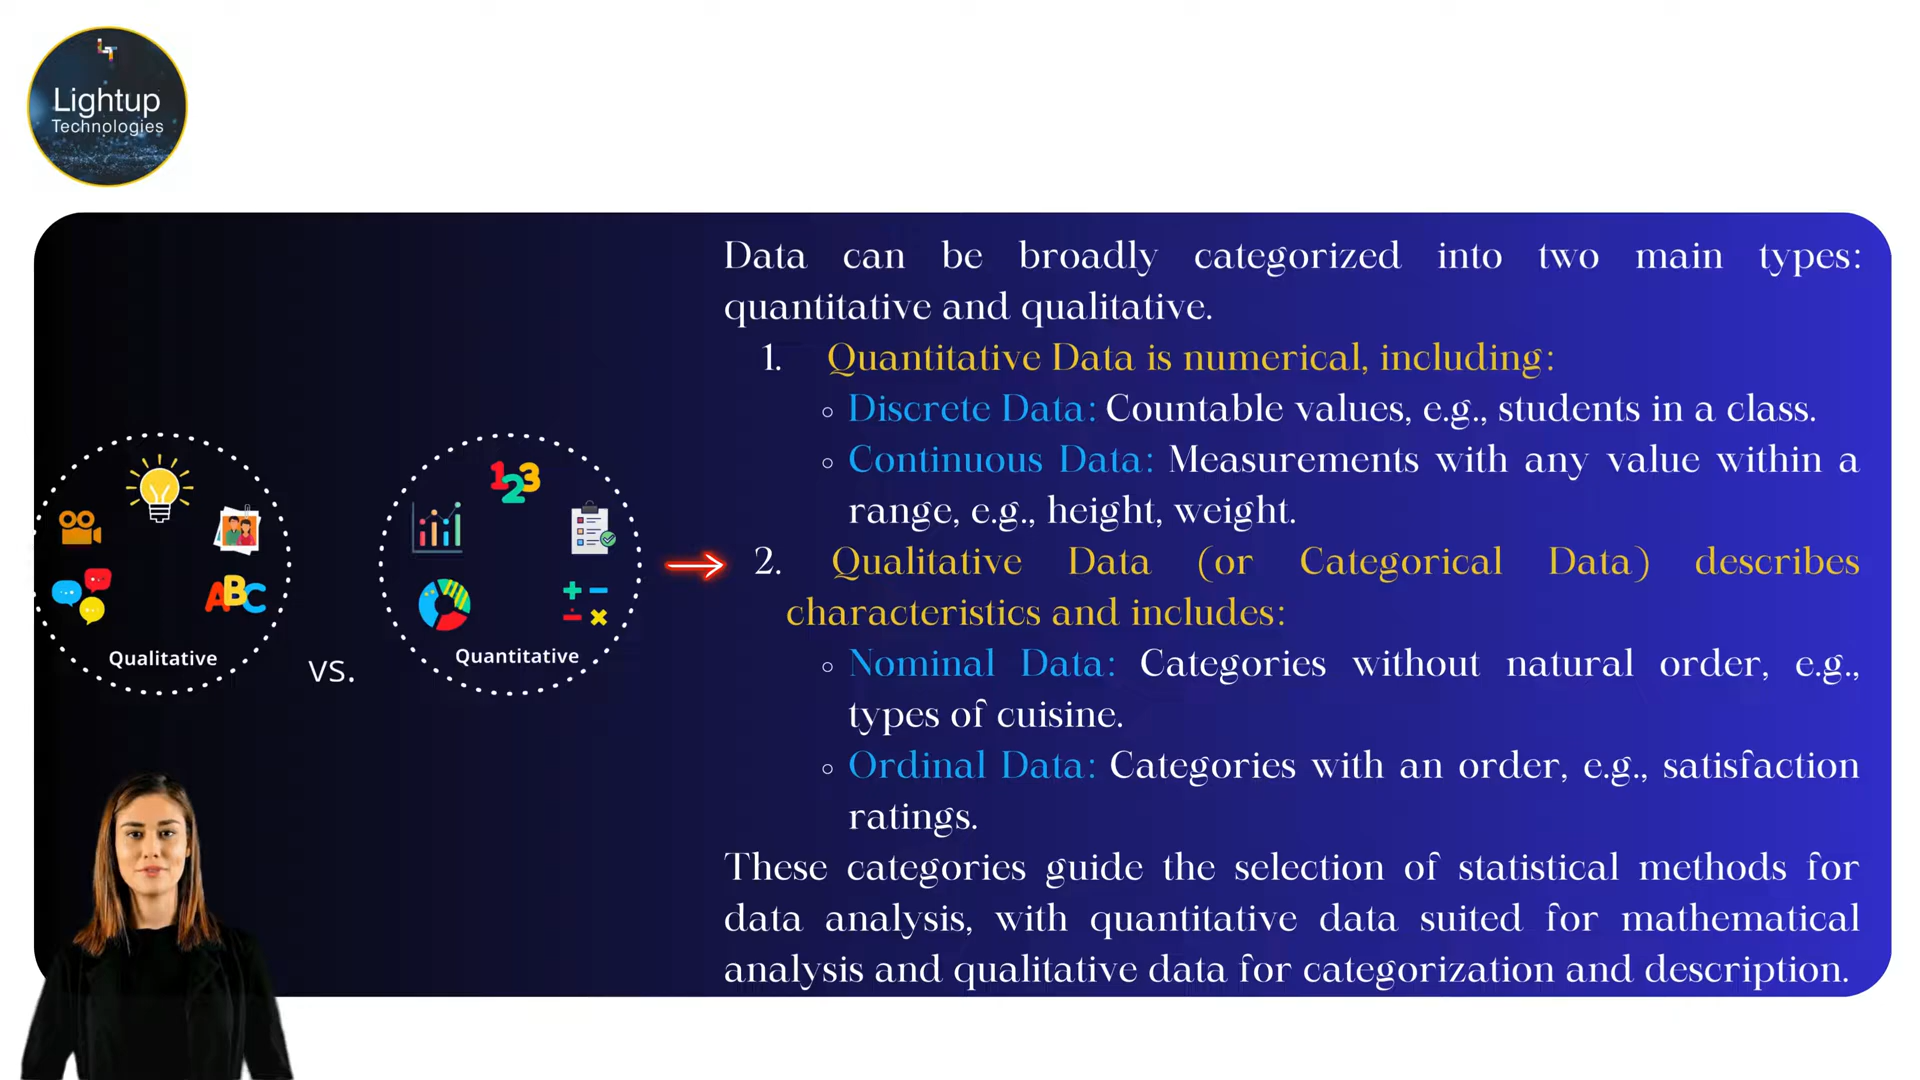 LT
Lightup
Technologies
Data can be broadly categorized into two main types:
quantitative and qualitative.
1. Quantitative Data is numerical, including:
Discrete Data: Countable values, e.g., students in a class.
Continuous Data: Measurements with any value within a
range, e.g., height, weight.
2. Qualitative Data (or Categorical Data) describes
characteristics and includes:
Nominal Data: Categories without natural order, e.g.,
types of cuisine.
Ordinal Data: Categories with an order, e.g., satisfaction
ratings.
These categories guide the selection of statistical methods for
data analysis, with quantitative data suited for mathematical
analysis and qualitative data for categorization and description.
ABC
Qualitative
vs.
123
Quantitative